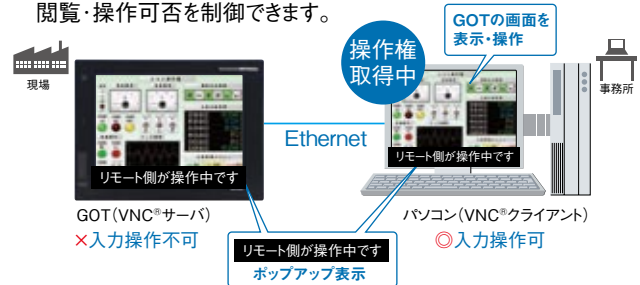 閲覧・操作可否を制御できます。
GOTの画面を
表示・操作
操作権
取得中
現場
事務所
Ethernet
リモート側が操作中です
リモート側が操作中です
GOT（VNC®サーバ）
×入力操作不可
パソコン（VNC®クライアント）
◎入力操作可
リモート側が操作中です
ポップアップ表示